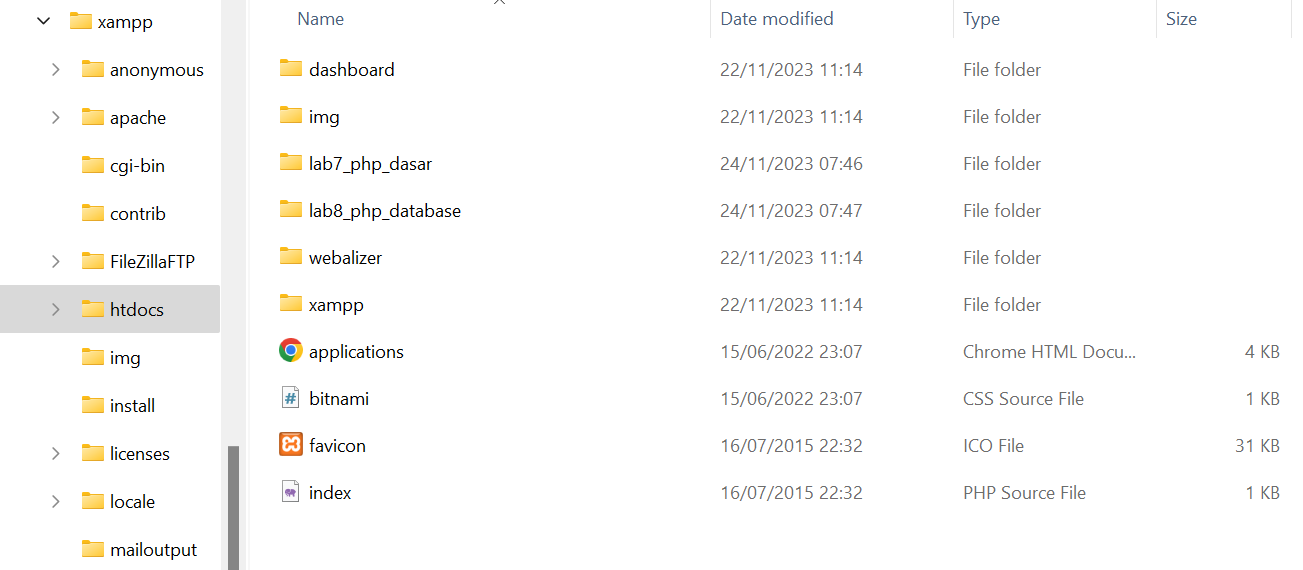 xampp
anonymous
apache
cgi-bin
contrib
FileZillaFTP
htdocs
img
install
licenses
locale
mailoutput
Name Date modified Type Size
dashboard 22/11/2023 11:14 File folder
img 22/11/2023 11:14 File folder
lab7_php_dasar 24/11/2023 07:46 File folder
lab8_php_database 24/11/2023 07:47 File folder
webalizer 22/11/2023 11:14 File folder
xampp 22/11/2023 11:14 File folder
applications 15/06/2022 23:07 Chrome HTML Docu... 4 KB
bitnami 15/06/2022 23:07 CSS Source File 1 KB
favicon 16/07/2015 22:32 ICO File 31 KB
index 16/07/2015 22:32 PHP Source File 1 KB